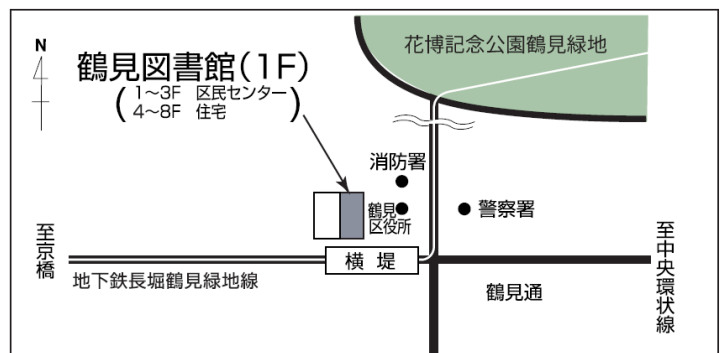 花博記念公園鶴見緑地
N
鶴見図書館(1F)
(1~3F 区民センター
4~8F 住宅)
消防署
鶴見
区役所
警察署
至京橋
横堤
至中央環状線
地下鉄長堀鶴見緑地線
鶴見通